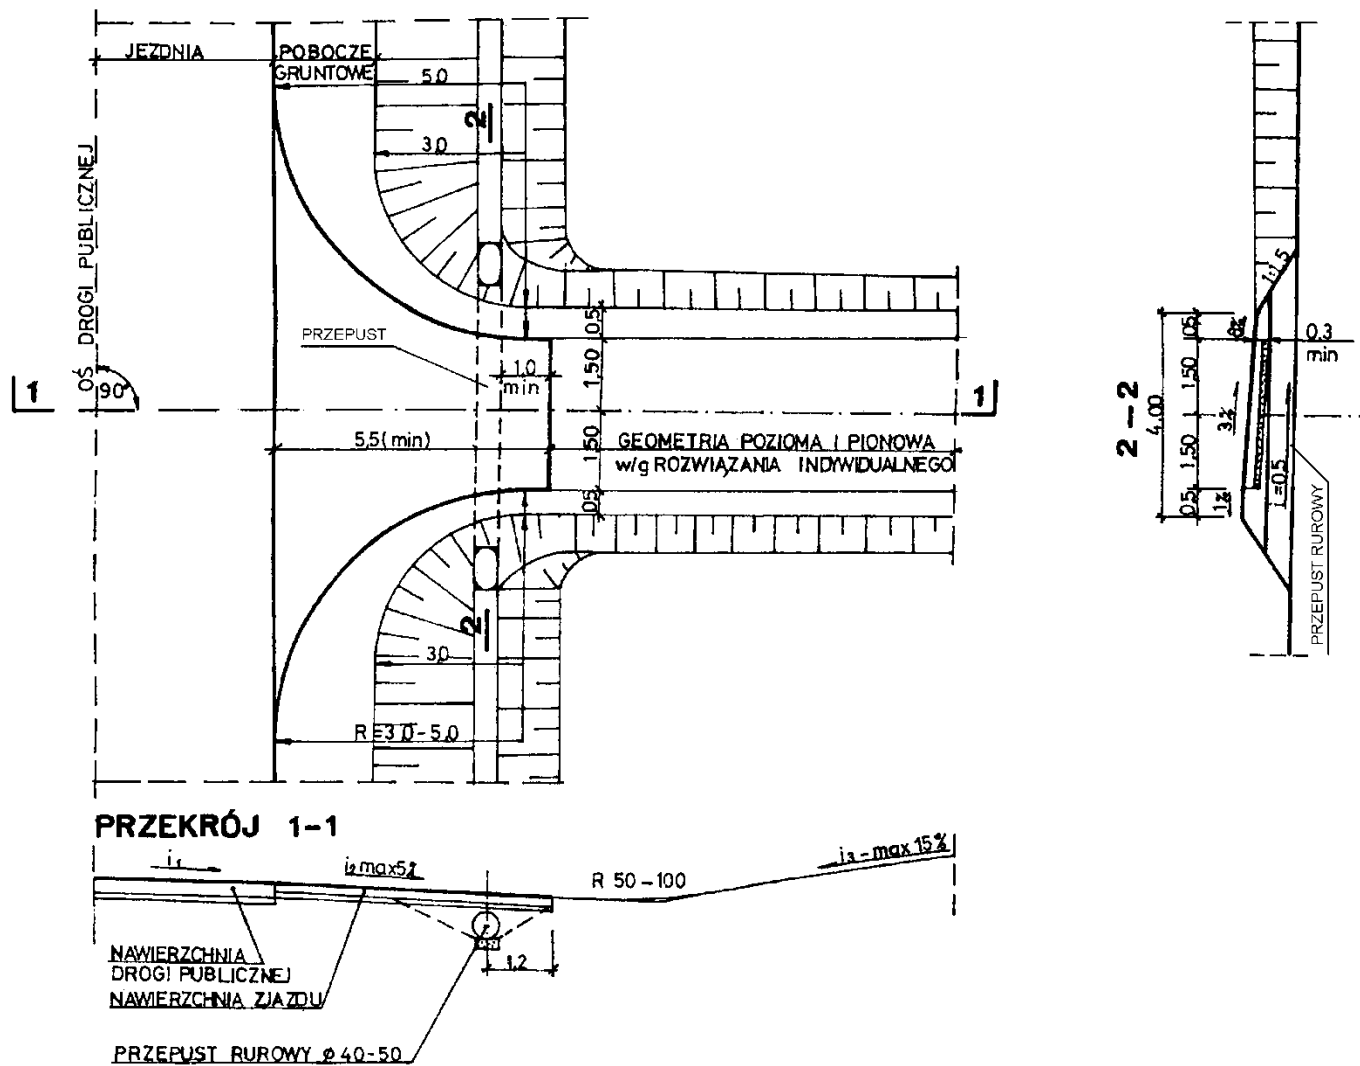 JEZDNIA
POBOCZE
GRUNTOWE
5.0
2
3.0
OŚ DROGI PUBLICZNEJ
90°
1
PRZEPUST
1.0
min
0.5
1.50
1
5.5 (min)
GEOMETRIA POZIOMA I PIONOWA
w/g ROZWIĄZANIA INDYWIDUALNEGO
1.50
0.5
2
3.0
R=3.0-5.0
2-2
4.00
0.5
1.50
1.50
0.5
1:1.5
8%
3%
1%
0.3
min
i=0.5
PRZEPUST RUROWY
PRZEKRÓJ 1-1
i₁
i₂ max5%
R 50-100
i₃-max 15%
1.2
NAWIERZCHNIA
DROGI PUBLICZNEJ
NAWIERZCHNIA ZJAZDU
PRZEPUST RUROWY ø 40-50